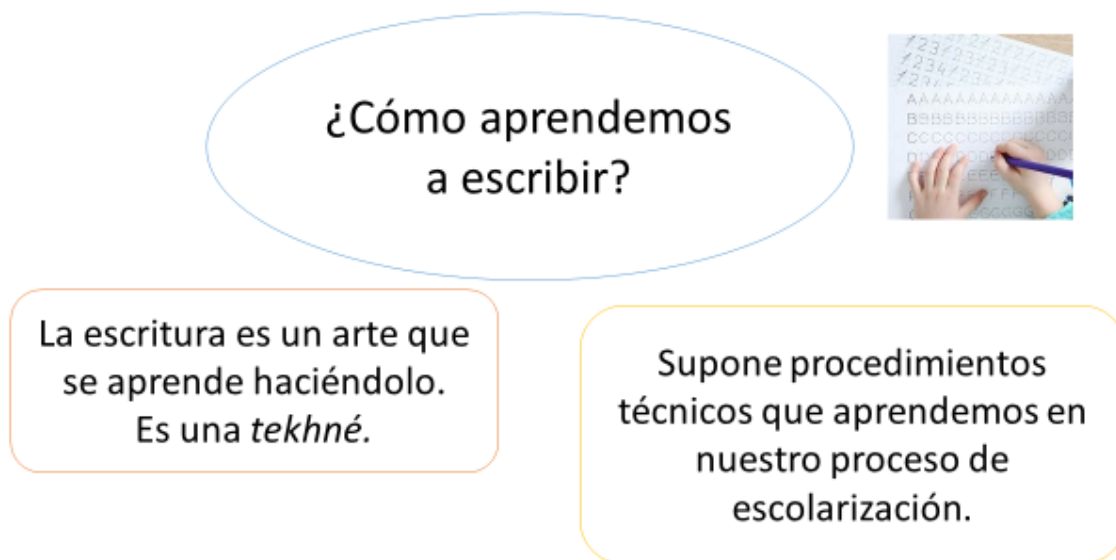 ¿Cómo aprendemos
a escribir?
La escritura es un arte que
se aprende haciéndolo.
Es una tekhné.
Supone procedimientos
técnicos que aprendemos en
nuestro proceso de
escolarización.